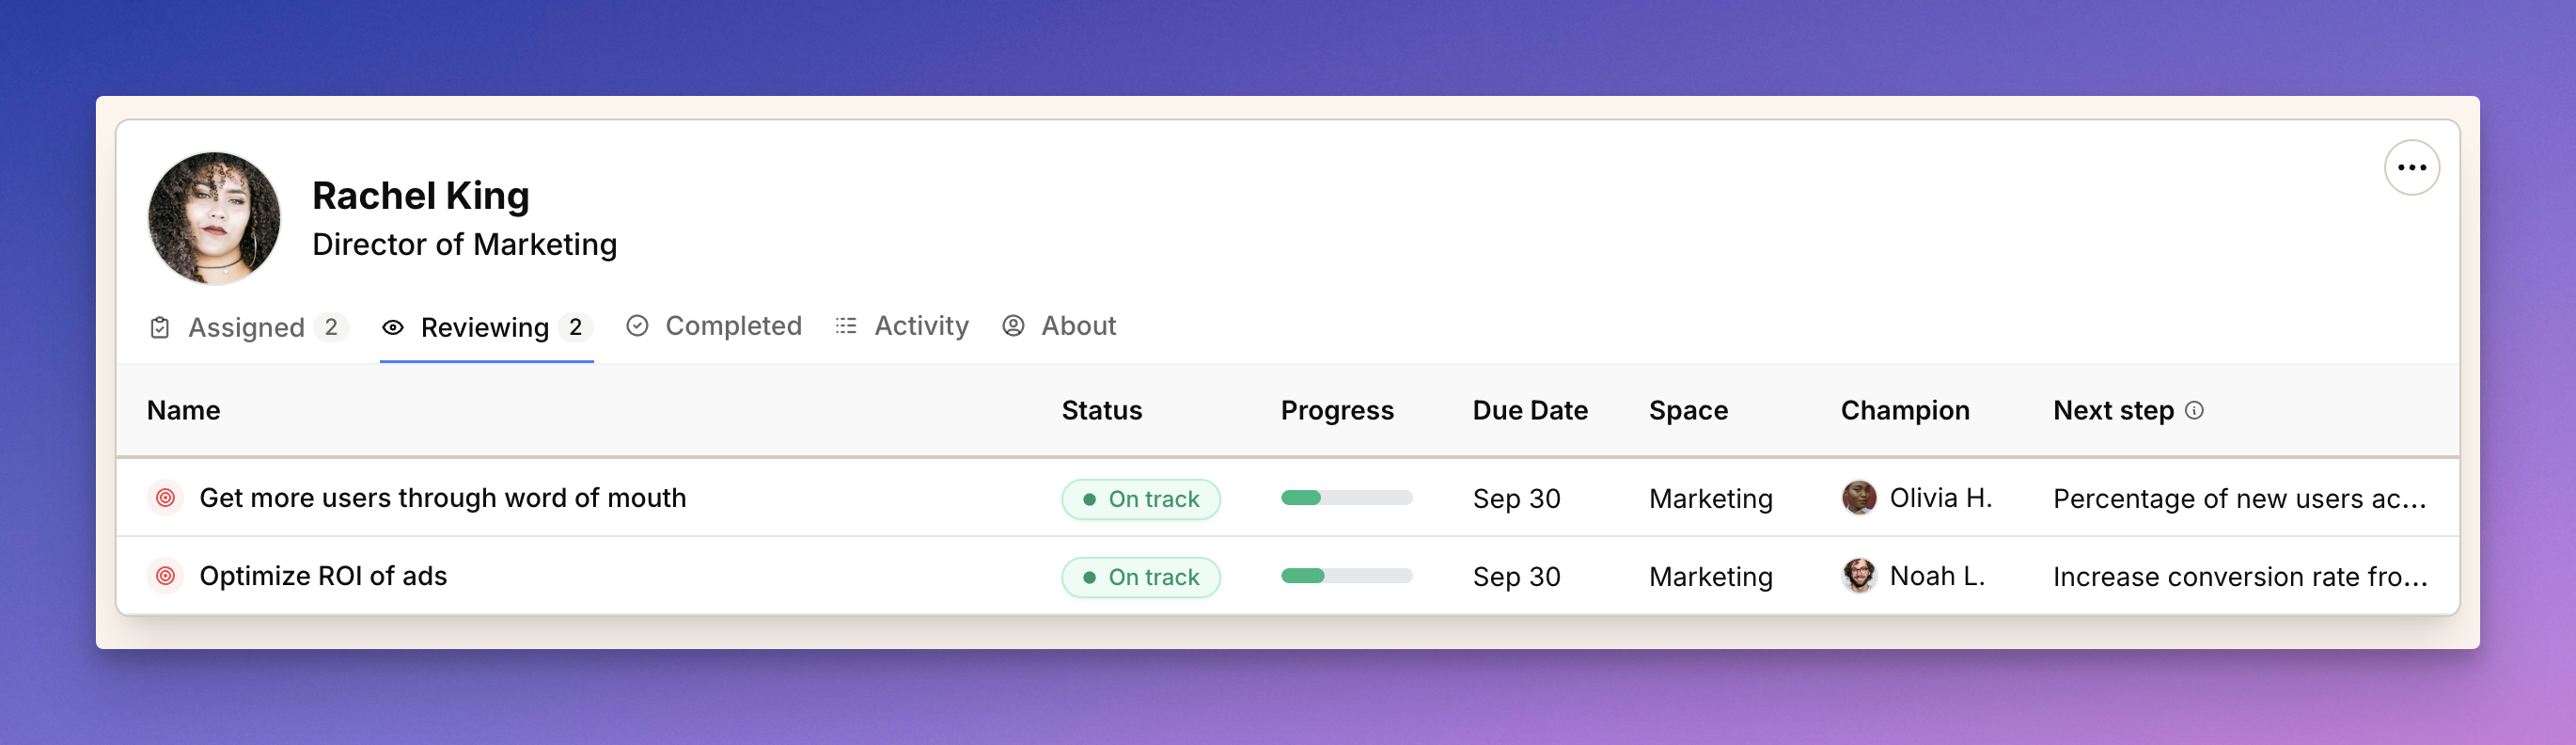 Rachel King
Director of Marketing
Assigned 2 Reviewing 2 Completed Activity About
Name Status Progress Due Date Space Champion Next step
Get more users through word of mouth On track Sep 30 Marketing Olivia H. Percentage of new users ac...
Optimize ROI of ads On track Sep 30 Marketing Noah L. Increase conversion rate fro...